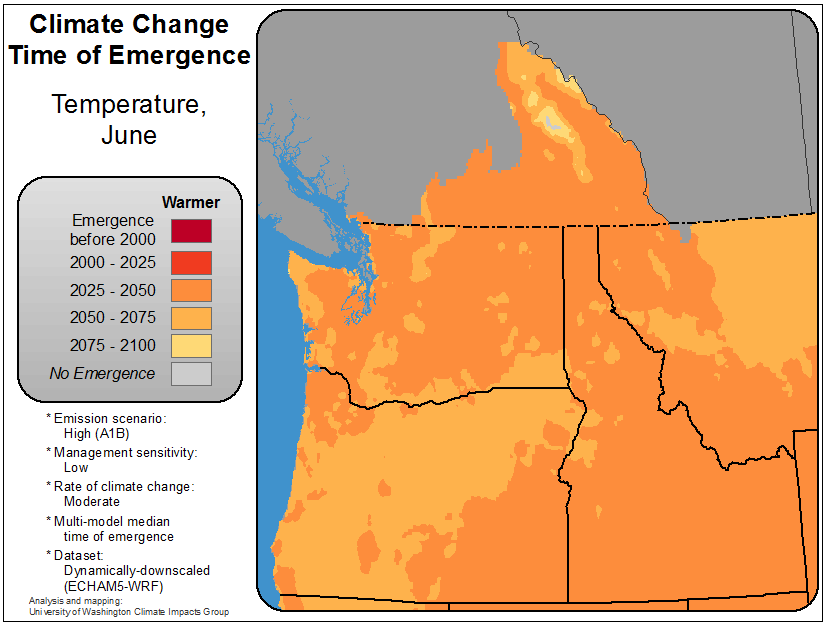 Climate Change
Time of Emergence
Temperature,
June
Warmer
Emergence
before 2000
2000 - 2025
2025 - 2050
2050 - 2075
2075 - 2100
No Emergence
* Emission scenario:
High (A1B)
* Management sensitivity:
Low
* Rate of climate change:
Moderate
* Multi-model median
time of emergence
* Dataset:
Dynamically-downscaled
(ECHAM5-WRF)
Analysis and mapping:
University of Washington Climate Impacts Group